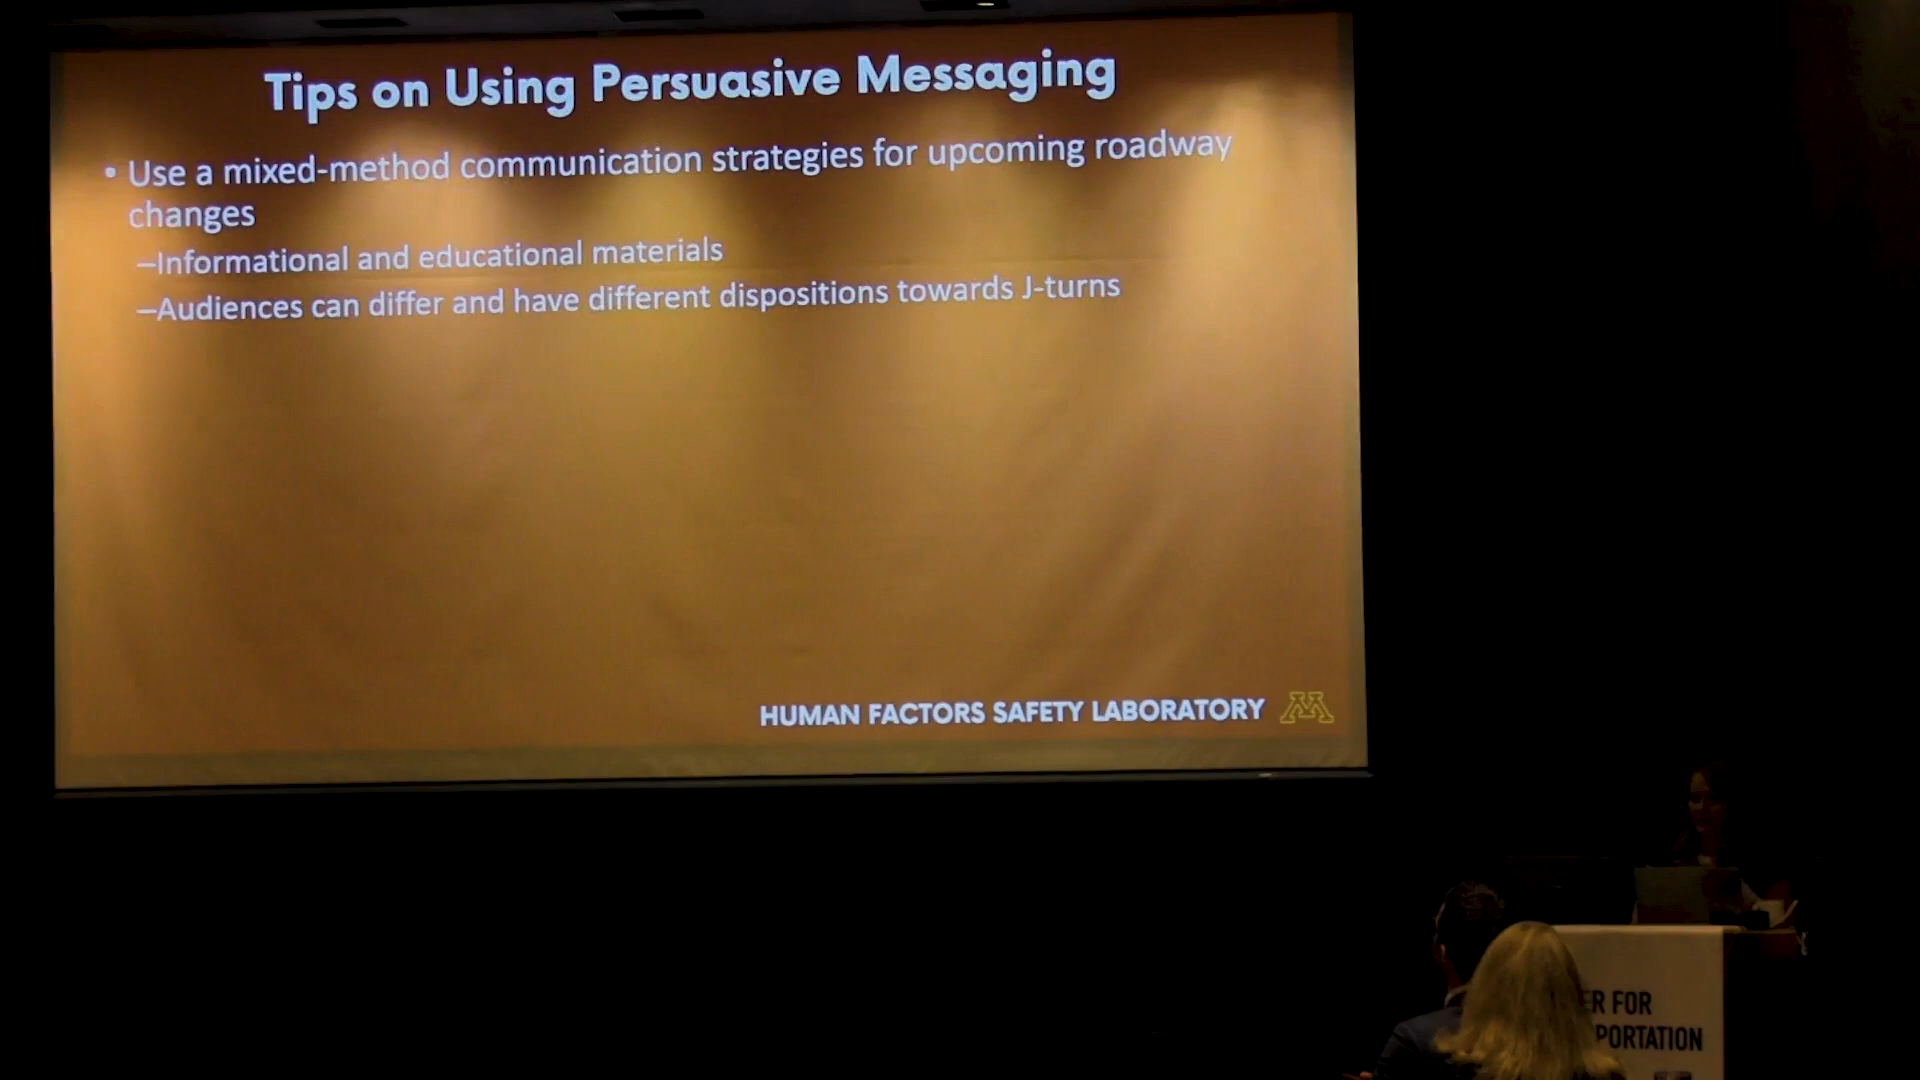 Tips on Using Persuasive Messaging
• Use a mixed-method communication strategies for upcoming roadway
changes
–Informational and educational materials
–Audiences can differ and have different dispositions towards J-turns
HUMAN FACTORS SAFETY LABORATORY M
ER FOR
PORTATION